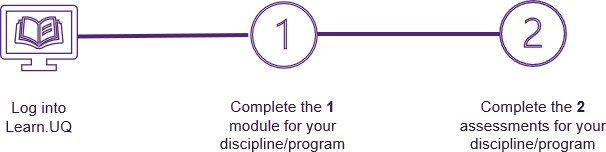 1
2
Log into
Learn.UQ
Complete the 1
module for your
discipline/program
Complete the 2
assessments for your
discipline/program